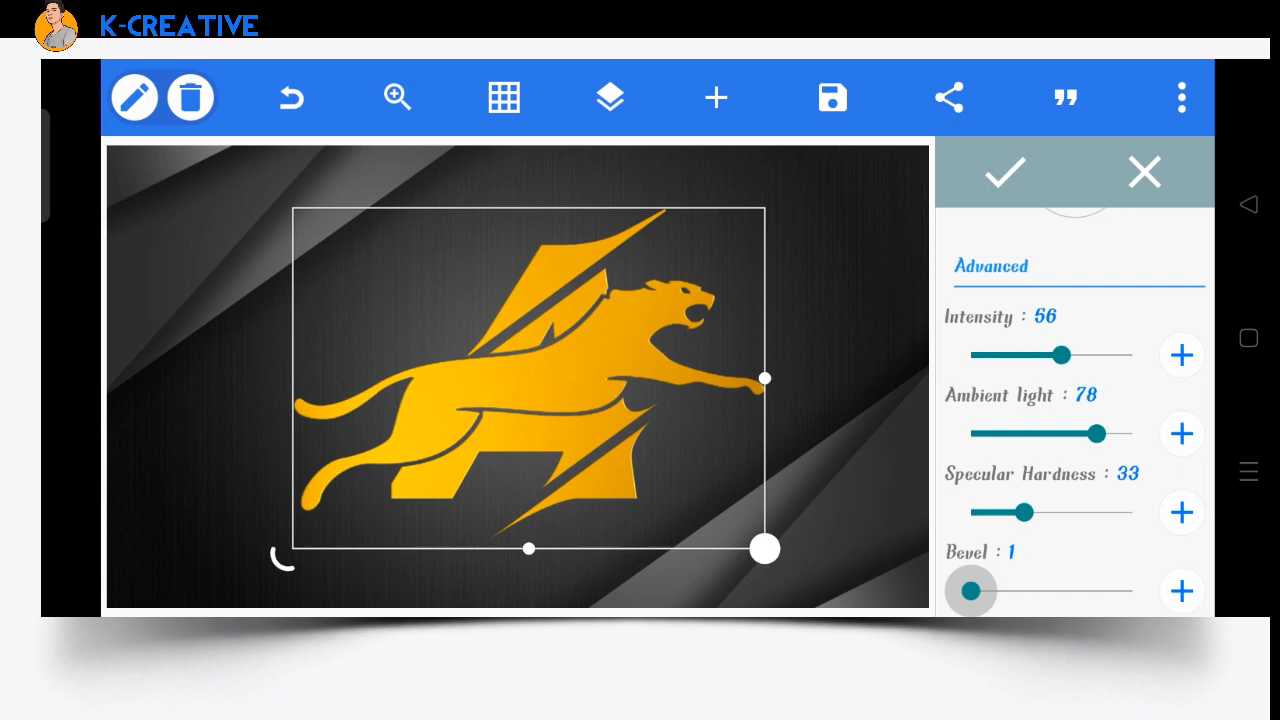 K-CREATIVE
Advanced
Intensity : 56
Ambient light : 78
Specular Hardness : 33
Bevel : 1